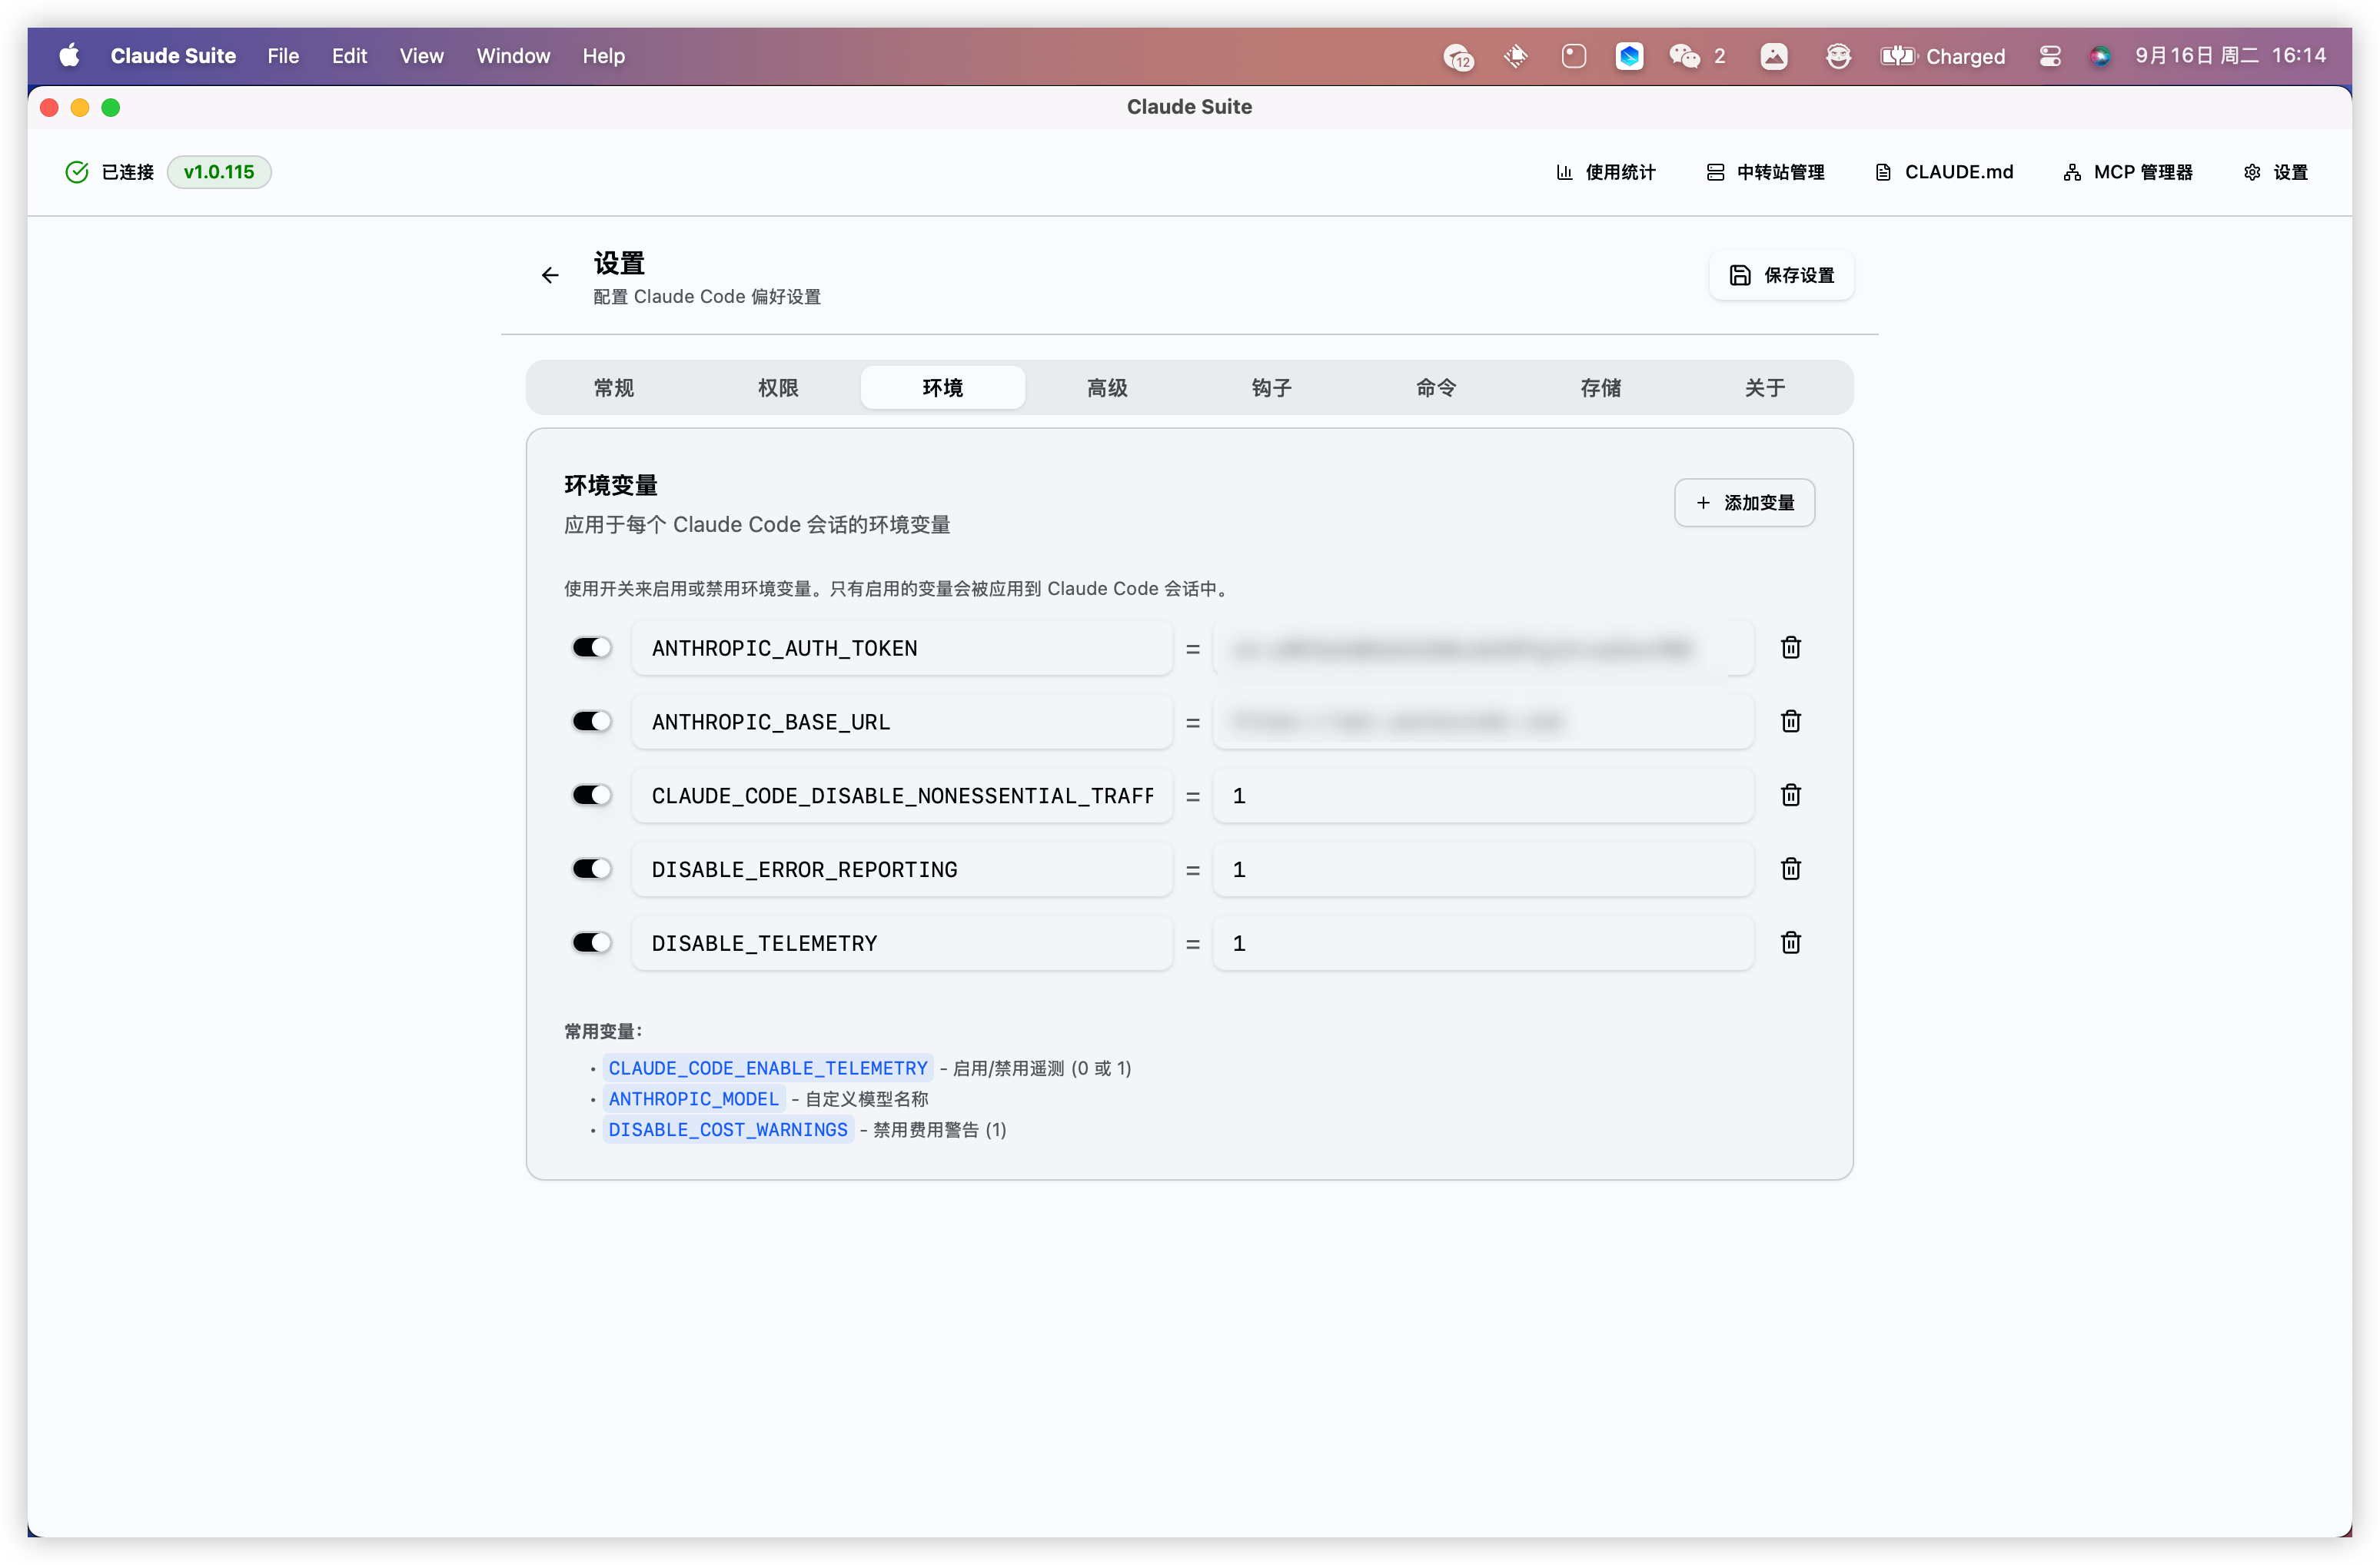 Claude Suite File Edit View Window Help 12 2 Charged 9月16日 周二 16:14
Claude Suite
已连接 v1.0.115 使用统计 中转站管理 CLAUDE.md MCP 管理器 设置
设置
配置 Claude Code 偏好设置
保存设置
常规 权限 环境 高级 钩子 命令 存储 关于
环境变量
应用于每个 Claude Code 会话的环境变量
+ 添加变量
使用开关来启用或禁用环境变量。只有启用的变量会被应用到 Claude Code 会话中。
ANTHROPIC_AUTH_TOKEN =
ANTHROPIC_BASE_URL =
CLAUDE_CODE_DISABLE_NONESSENTIAL_TRAFF = 1
DISABLE_ERROR_REPORTING = 1
DISABLE_TELEMETRY = 1
常用变量:
• CLAUDE_CODE_ENABLE_TELEMETRY - 启用/禁用遥测 (0 或 1)
• ANTHROPIC_MODEL - 自定义模型名称
• DISABLE_COST_WARNINGS - 禁用费用警告 (1)